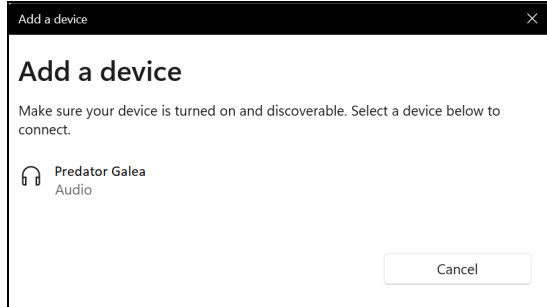 Add a device
Add a device
Make sure your device is turned on and discoverable. Select a device below to
connect.
Predator Galea
Audio
Cancel